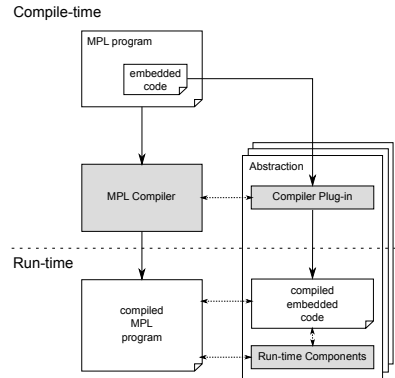 Compile-time
MPL program
embedded
code
Abstraction
MPL Compiler
Compiler Plug-in
Run-time
compiled
MPL
program
compiled
embedded
code
Run-time Components